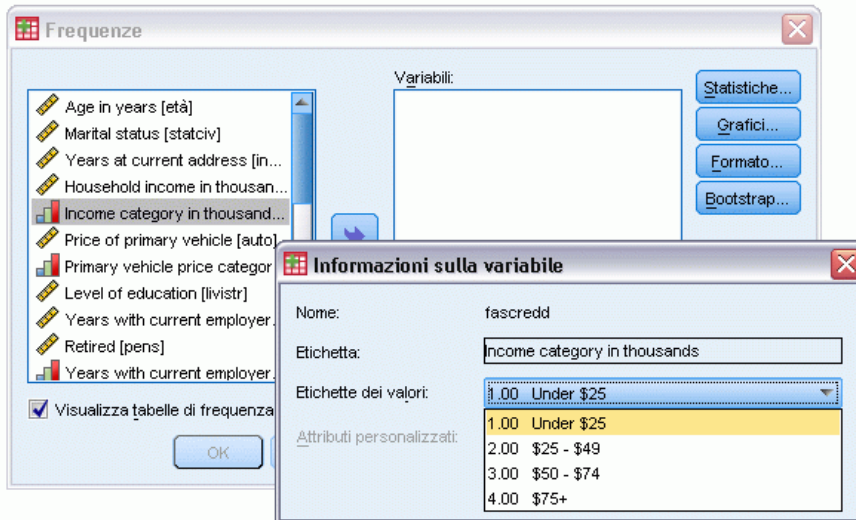 Frequenze
Variabili:
Age in years [età]
Marital status [statciv]
Years at current address [in...
Household income in thousan...
Income category in thousand...
Price of primary vehicle [auto]
Primary vehicle price categor
Level of education [livistr]
Years with current employer.
Retired [pens]
Years with current employer.
Statistiche...
Grafici...
Formato...
Bootstrap...
Visualizza tabelle di frequenza
OK
Informazioni sulla variabile
Nome: fascredd
Etichetta: Income category in thousands
Etichette dei valori: 1.00 Under $25
1.00 Under $25
2.00 $25 - $49
3.00 $50 - $74
4.00 $75+
Attributi personalizzati: